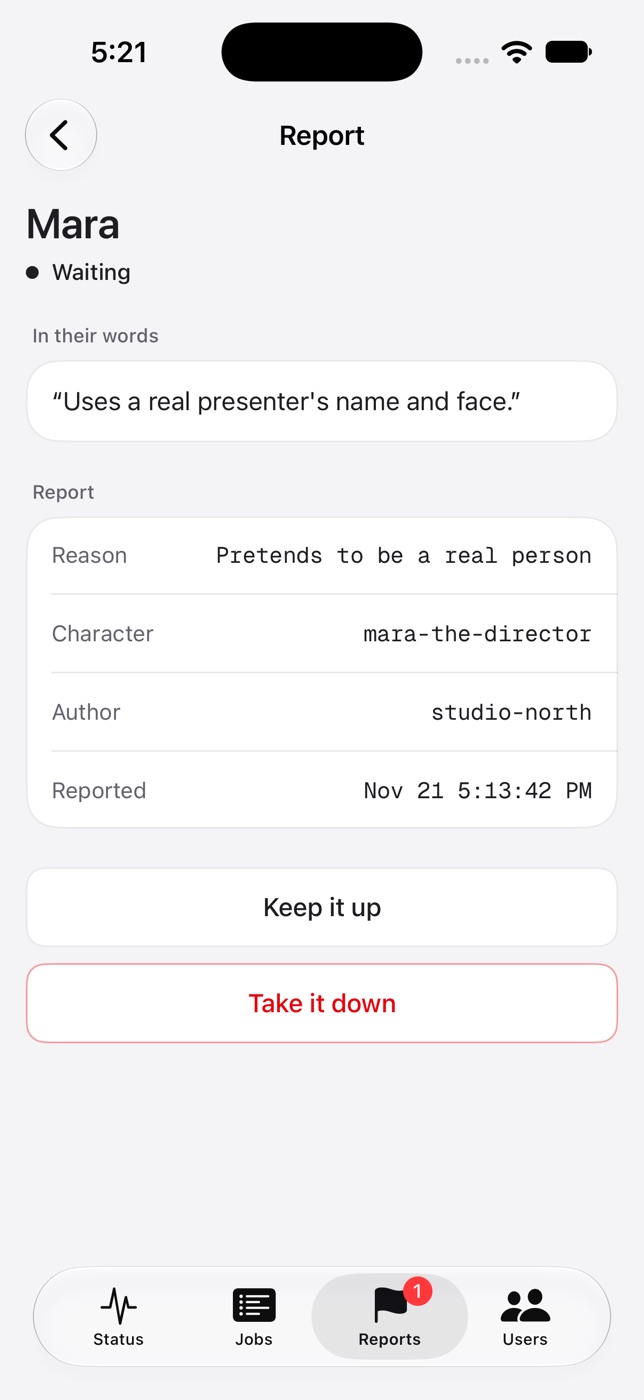 5:21
Report
Mara
Waiting
In their words
“Uses a real presenter's name and face.”
Report
Reason Pretends to be a real person
Character mara-the-director
Author studio-north
Reported Nov 21 5:13:42 PM
Keep it up
Take it down
1
Status Jobs Reports Users